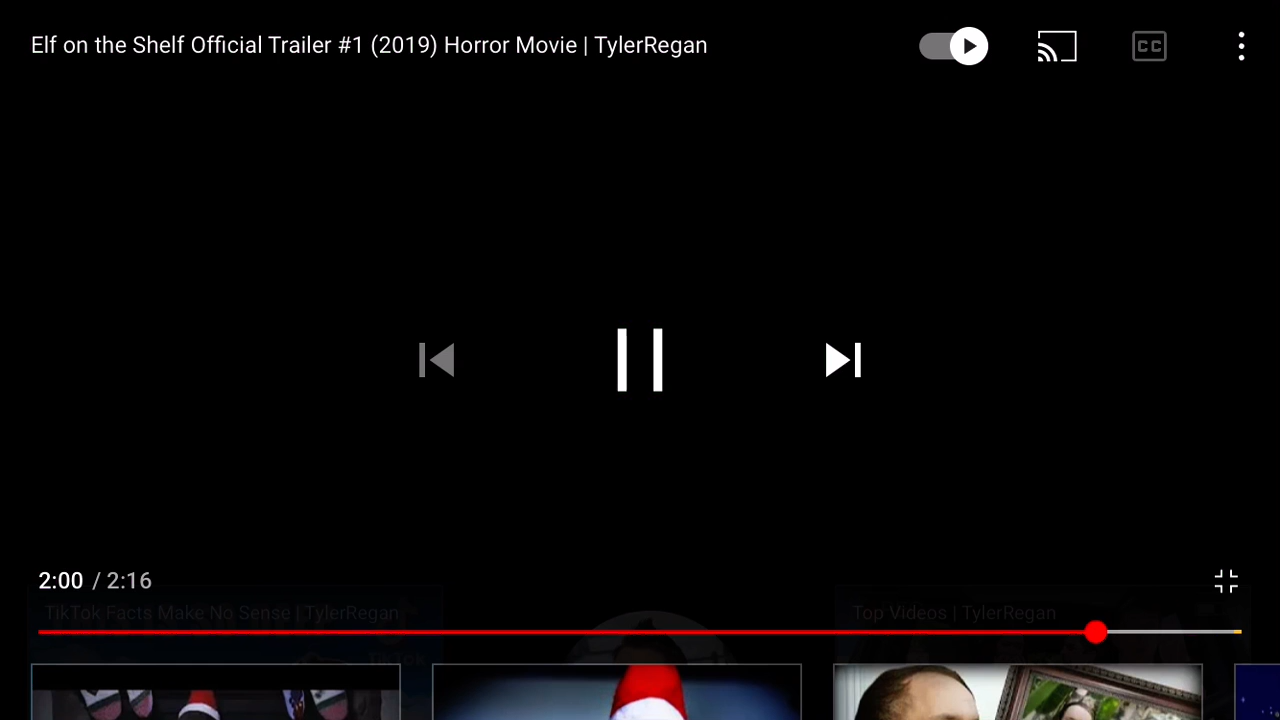 Elf on the Shelf Official Trailer #1 (2019) Horror Movie | TylerRegan
CC
2:00 / 2:16
TikTok Facts Make No Sense | TylerRegan
Top Videos | TylerRegan
TikTok